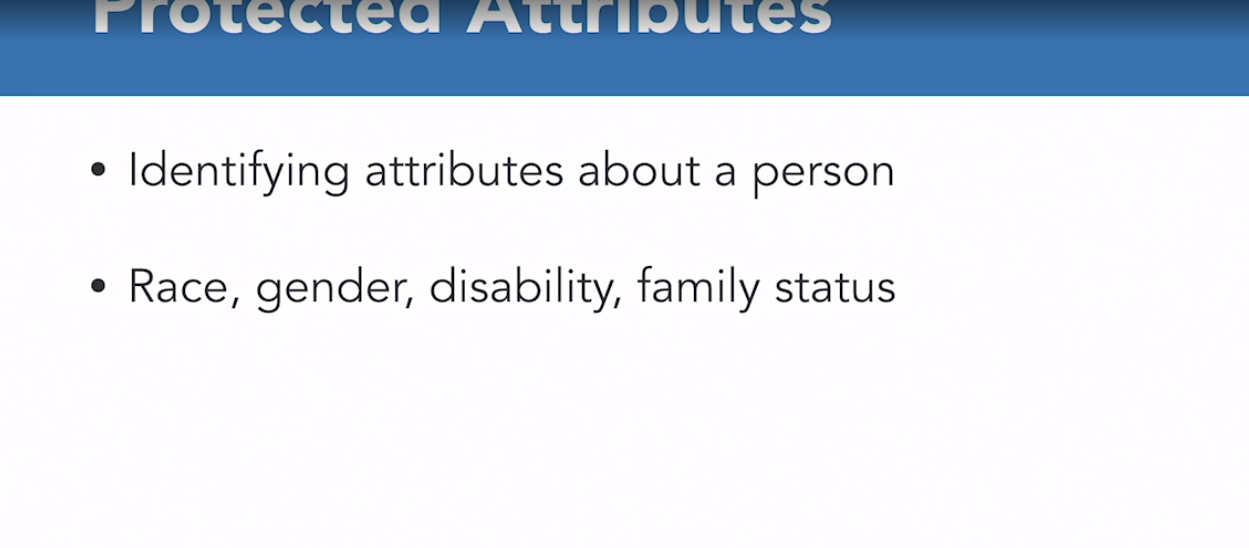 Protected Attributes
• Identifying attributes about a person
• Race, gender, disability, family status